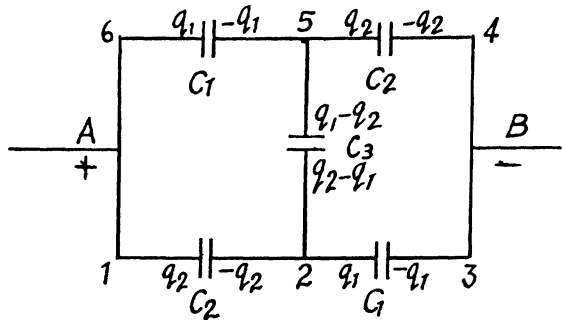 6 q₁ -q₁ 5 q₂ -q₂ 4
C₁ C₂
A q₁-q₂ B
+ C₃ −
q₂-q₁
1 q₂ -q₂ 2 q₁ -q₁ 3
C₂ C₁